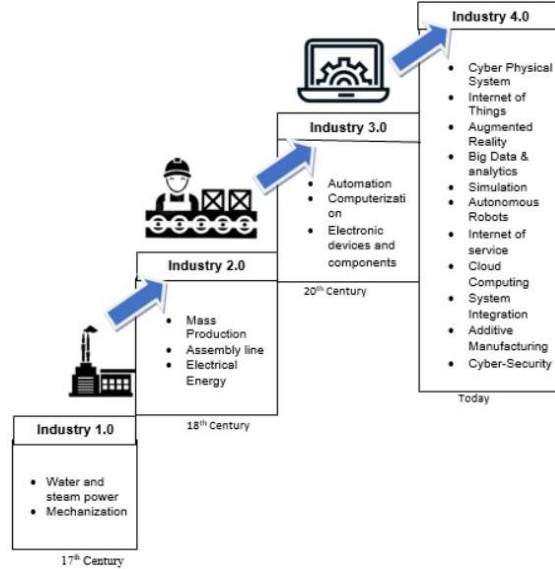 Industry 1.0
• Water and
steam power
• Mechanization
17th Century
Industry 2.0
• Mass
Production
• Assembly line
• Electrical
Energy
18th Century
Industry 3.0
• Automation
• Computerizati
on
• Electronic
devices and
components
20th Century
Industry 4.0
• Cyber Physical
System
• Internet of
Things
• Augmented
Reality
• Big Data &
analytics
• Simulation
• Autonomous
Robots
• Internet of
service
• Cloud
Computing
• System
Integration
• Additive
Manufacturing
• Cyber-Security
Today